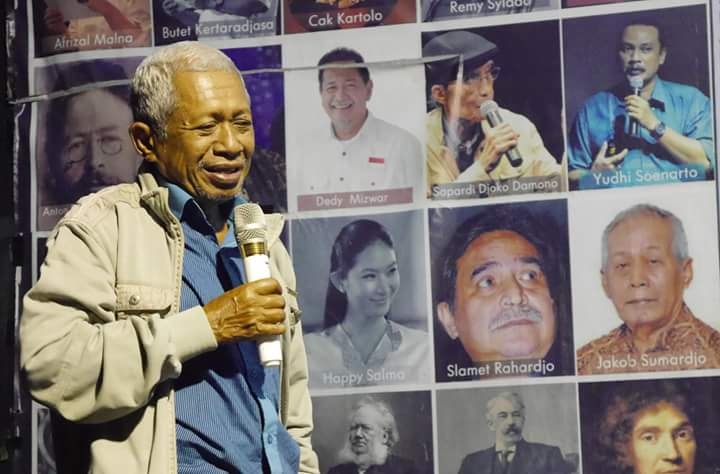 Afrizal Malna
Butet Kertaradjasa
Cak Kartolo
Remy Sylado
Anton
Dedy Mizwar
Sapardi Djoko Damono
Yudhi Soenarto
Happy Salma
Slamet Rahardjo
Jakob Sumardjo